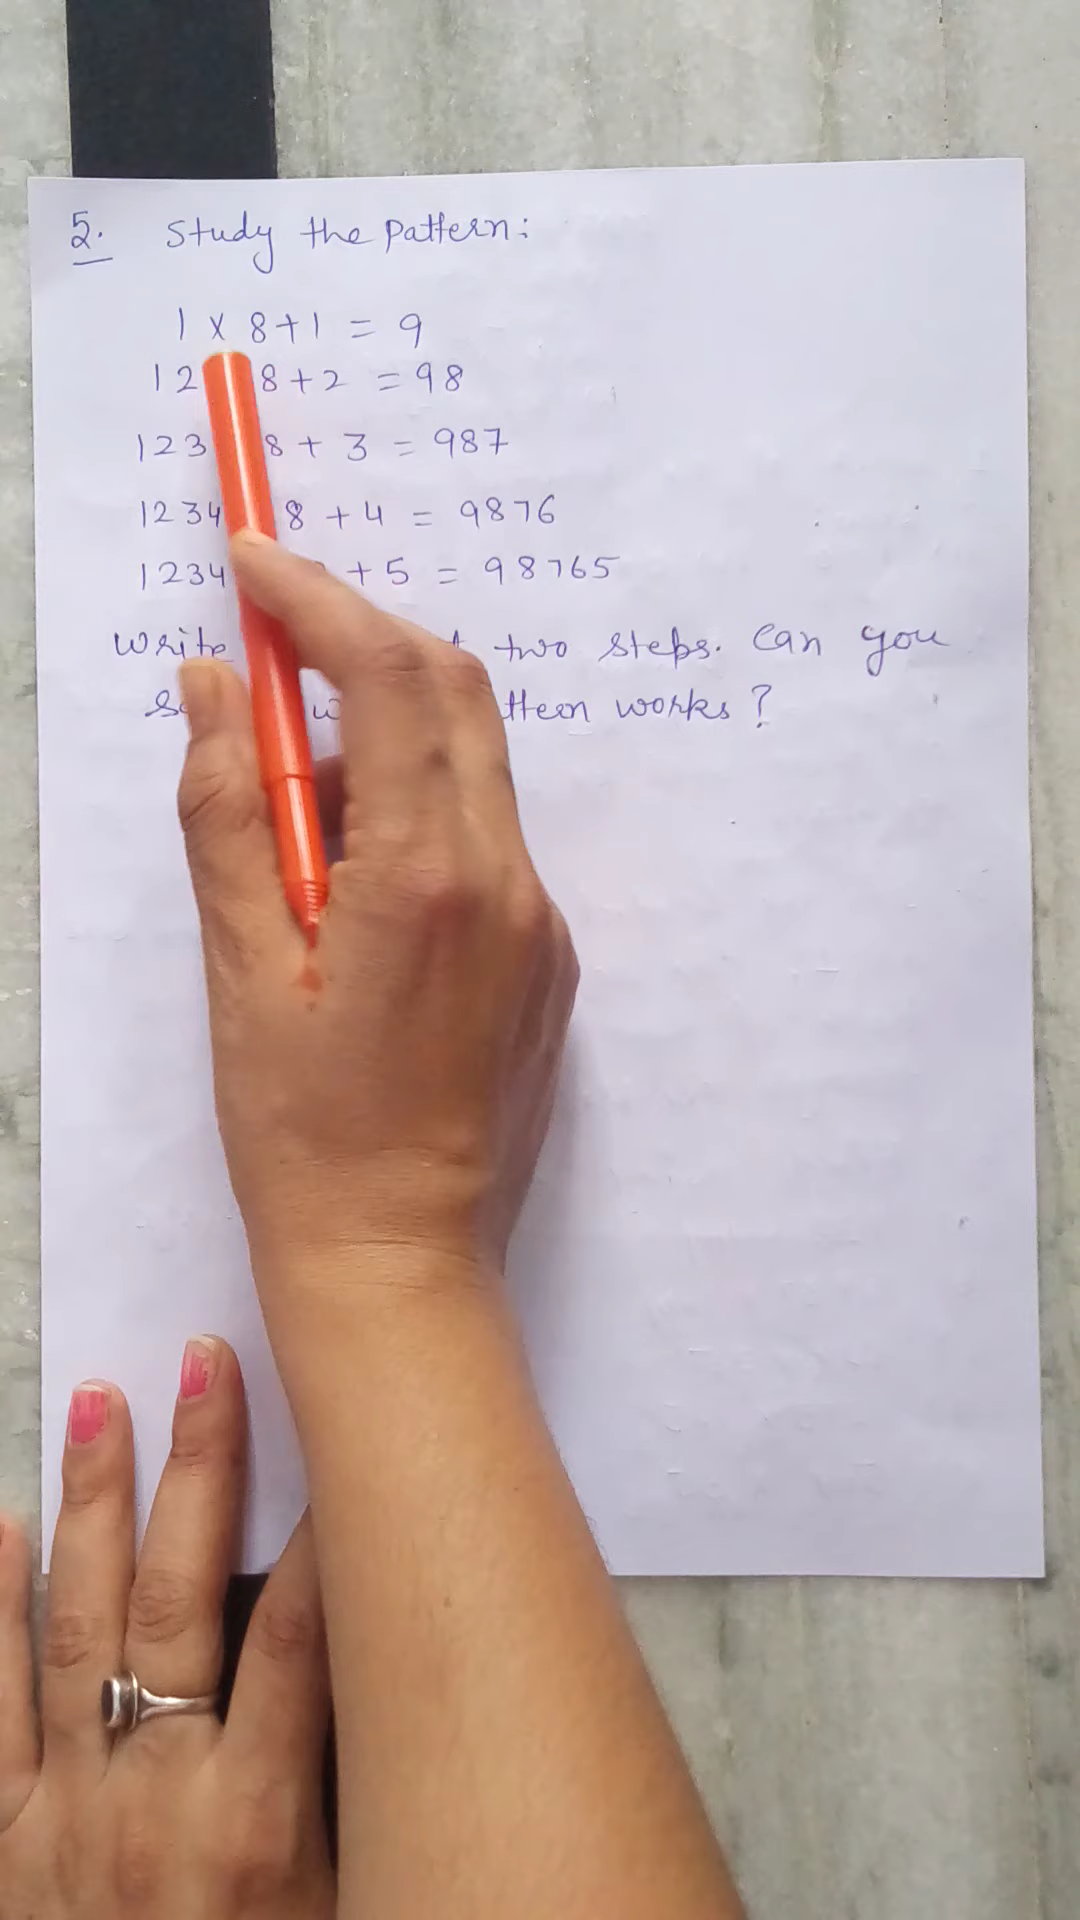 5. Study the Pattern:
1 x 8+1 = 9
12 8+2 = 98
123 8 + 3 = 987
1234 8 +4 = 9876
1234 +5 = 98765
Write two steps. Can you
works?